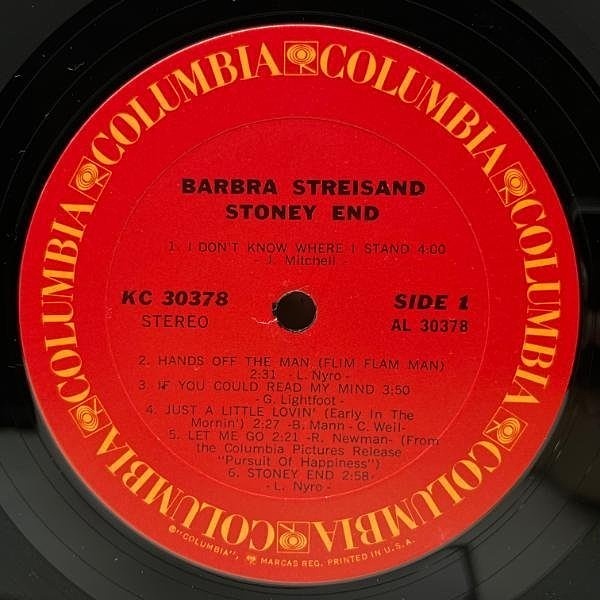 COLUMBIA COLUMBIA COLUMBIA COLUMBIA COLUMBIA COLUMBIA
BARBRA STREISAND
STONEY END
1. I DON'T KNOW WHERE I STAND 4:00
- J. Mitchell -
KC 30378
STEREO
SIDE 1
AL 30378
2. HANDS OFF THE MAN (FLIM FLAM MAN)
2:31 -L. Nyro-
3. IF YOU COULD READ MY MIND 3:50
- G. Lightfoot -
4. JUST A LITTLE LOVIN' (Early In The
Mornin') 2:27 -B. Mann- C. Weil-
5. LET ME GO 2:21 -R. Newman- (From
the Columbia Pictures Release
"Pursuit Of Happiness")
6. STONEY END 2:58-
-L. Nyro -
®"COLUMBIA", MARCAS REG. PRINTED IN U.S.A.